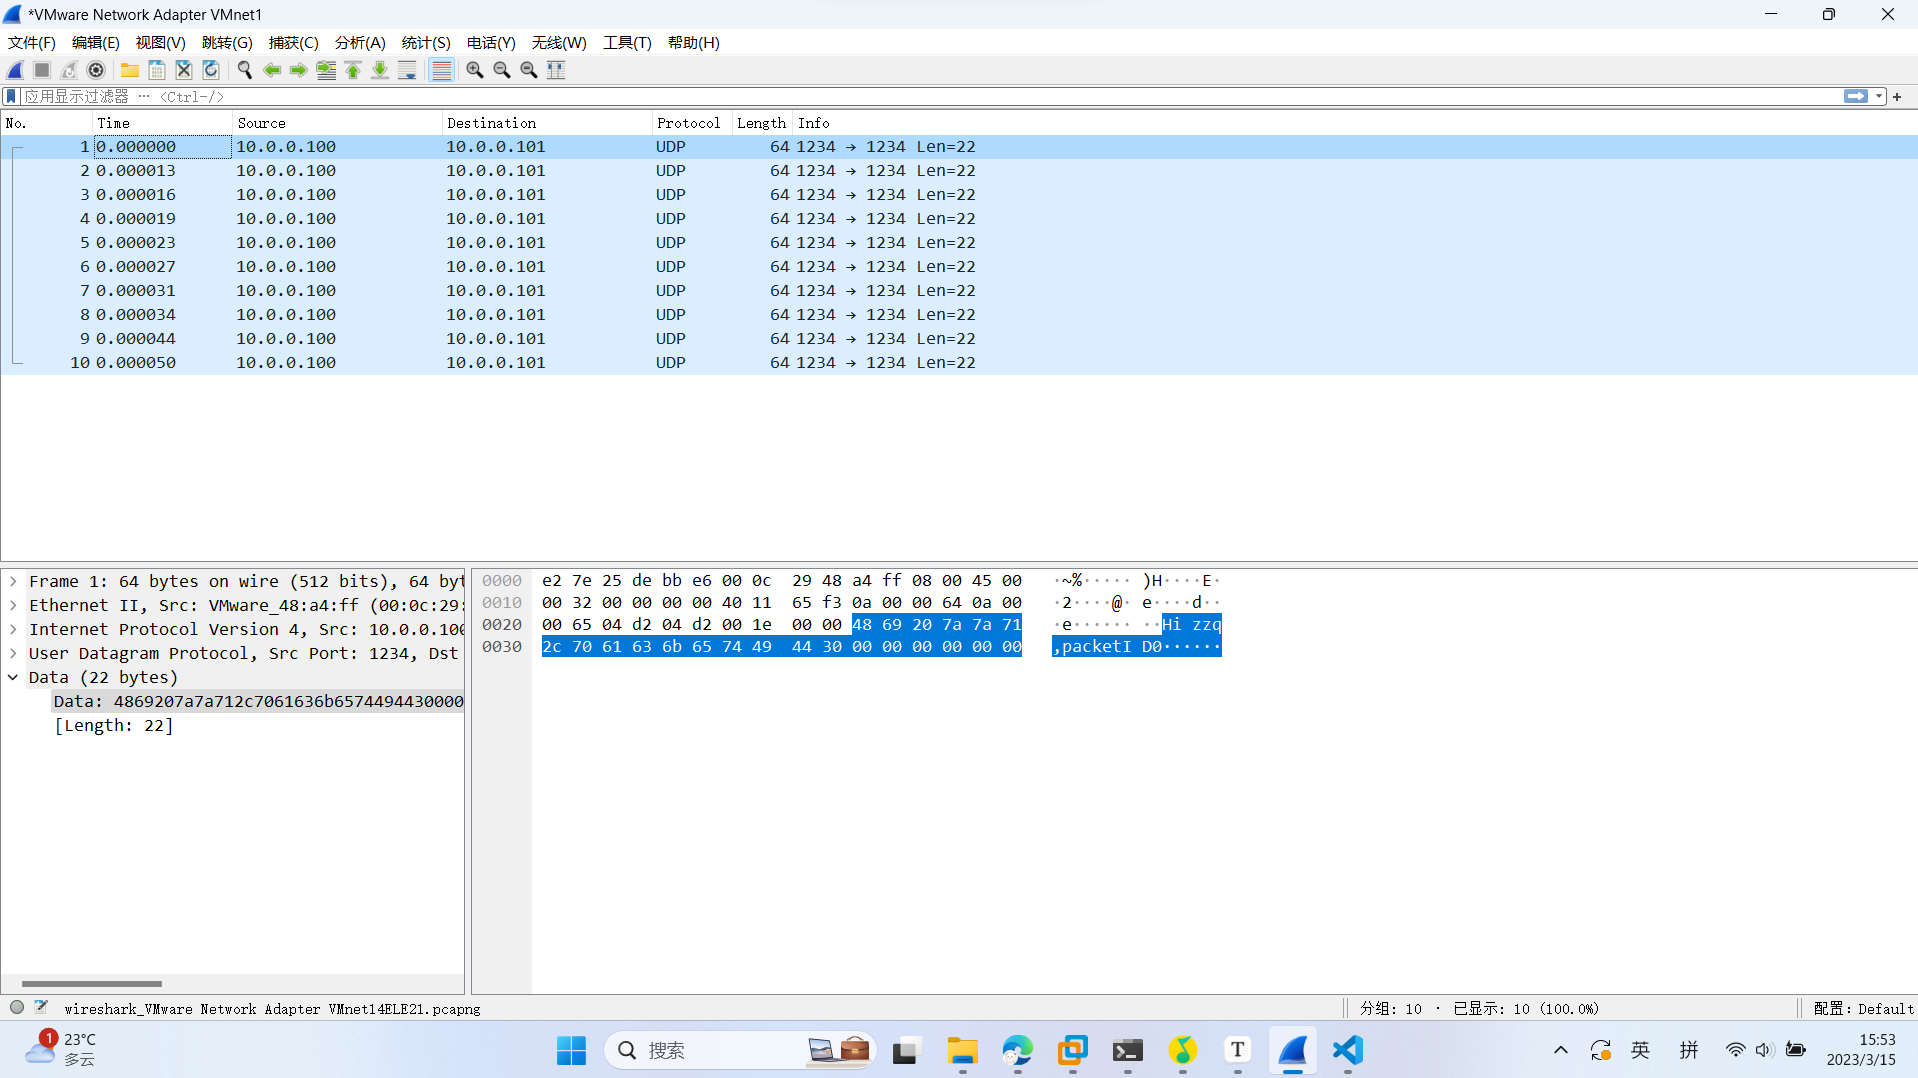 *VMware Network Adapter VMnet1
文件(F) 编辑(E) 视图(V) 跳转(G) 捕获(C) 分析(A) 统计(S) 电话(Y) 无线(W) 工具(T) 帮助(H)
应用显示过滤器 … <Ctrl-/>
No. Time Source Destination Protocol Length Info
1 0.000000 10.0.0.100 10.0.0.101 UDP 64 1234 → 1234 Len=22
2 0.000013 10.0.0.100 10.0.0.101 UDP 64 1234 → 1234 Len=22
3 0.000016 10.0.0.100 10.0.0.101 UDP 64 1234 → 1234 Len=22
4 0.000019 10.0.0.100 10.0.0.101 UDP 64 1234 → 1234 Len=22
5 0.000023 10.0.0.100 10.0.0.101 UDP 64 1234 → 1234 Len=22
6 0.000027 10.0.0.100 10.0.0.101 UDP 64 1234 → 1234 Len=22
7 0.000031 10.0.0.100 10.0.0.101 UDP 64 1234 → 1234 Len=22
8 0.000034 10.0.0.100 10.0.0.101 UDP 64 1234 → 1234 Len=22
9 0.000044 10.0.0.100 10.0.0.101 UDP 64 1234 → 1234 Len=22
10 0.000050 10.0.0.100 10.0.0.101 UDP 64 1234 → 1234 Len=22
Frame 1: 64 bytes on wire (512 bits), 64 byt
Ethernet II, Src: VMware_48:a4:ff (00:0c:29:
Internet Protocol Version 4, Src: 10.0.0.100
User Datagram Protocol, Src Port: 1234, Dst
Data (22 bytes)
Data: 4869207a7a712c7061636b6574494430000
[Length: 22]
0000 e2 7e 25 de bb e6 00 0c 29 48 a4 ff 08 00 45 00 ·~%····· )H····E·
0010 00 32 00 00 00 00 40 11 65 f3 0a 00 00 64 0a 00 ·2····@· e····d··
0020 00 65 04 d2 04 d2 00 1e 00 00 48 69 20 7a 7a 71 ·e······ ··Hi zzq
0030 2c 70 61 63 6b 65 74 49 44 30 00 00 00 00 00 00 ,packetI D0······
wireshark_VMware Network Adapter VMnet14ELE21.pcapng
分组: 10 · 已显示: 10 (100.0%)
配置: Default
1
23°C
多云
搜索
T
英
拼
15:53
2023/3/15